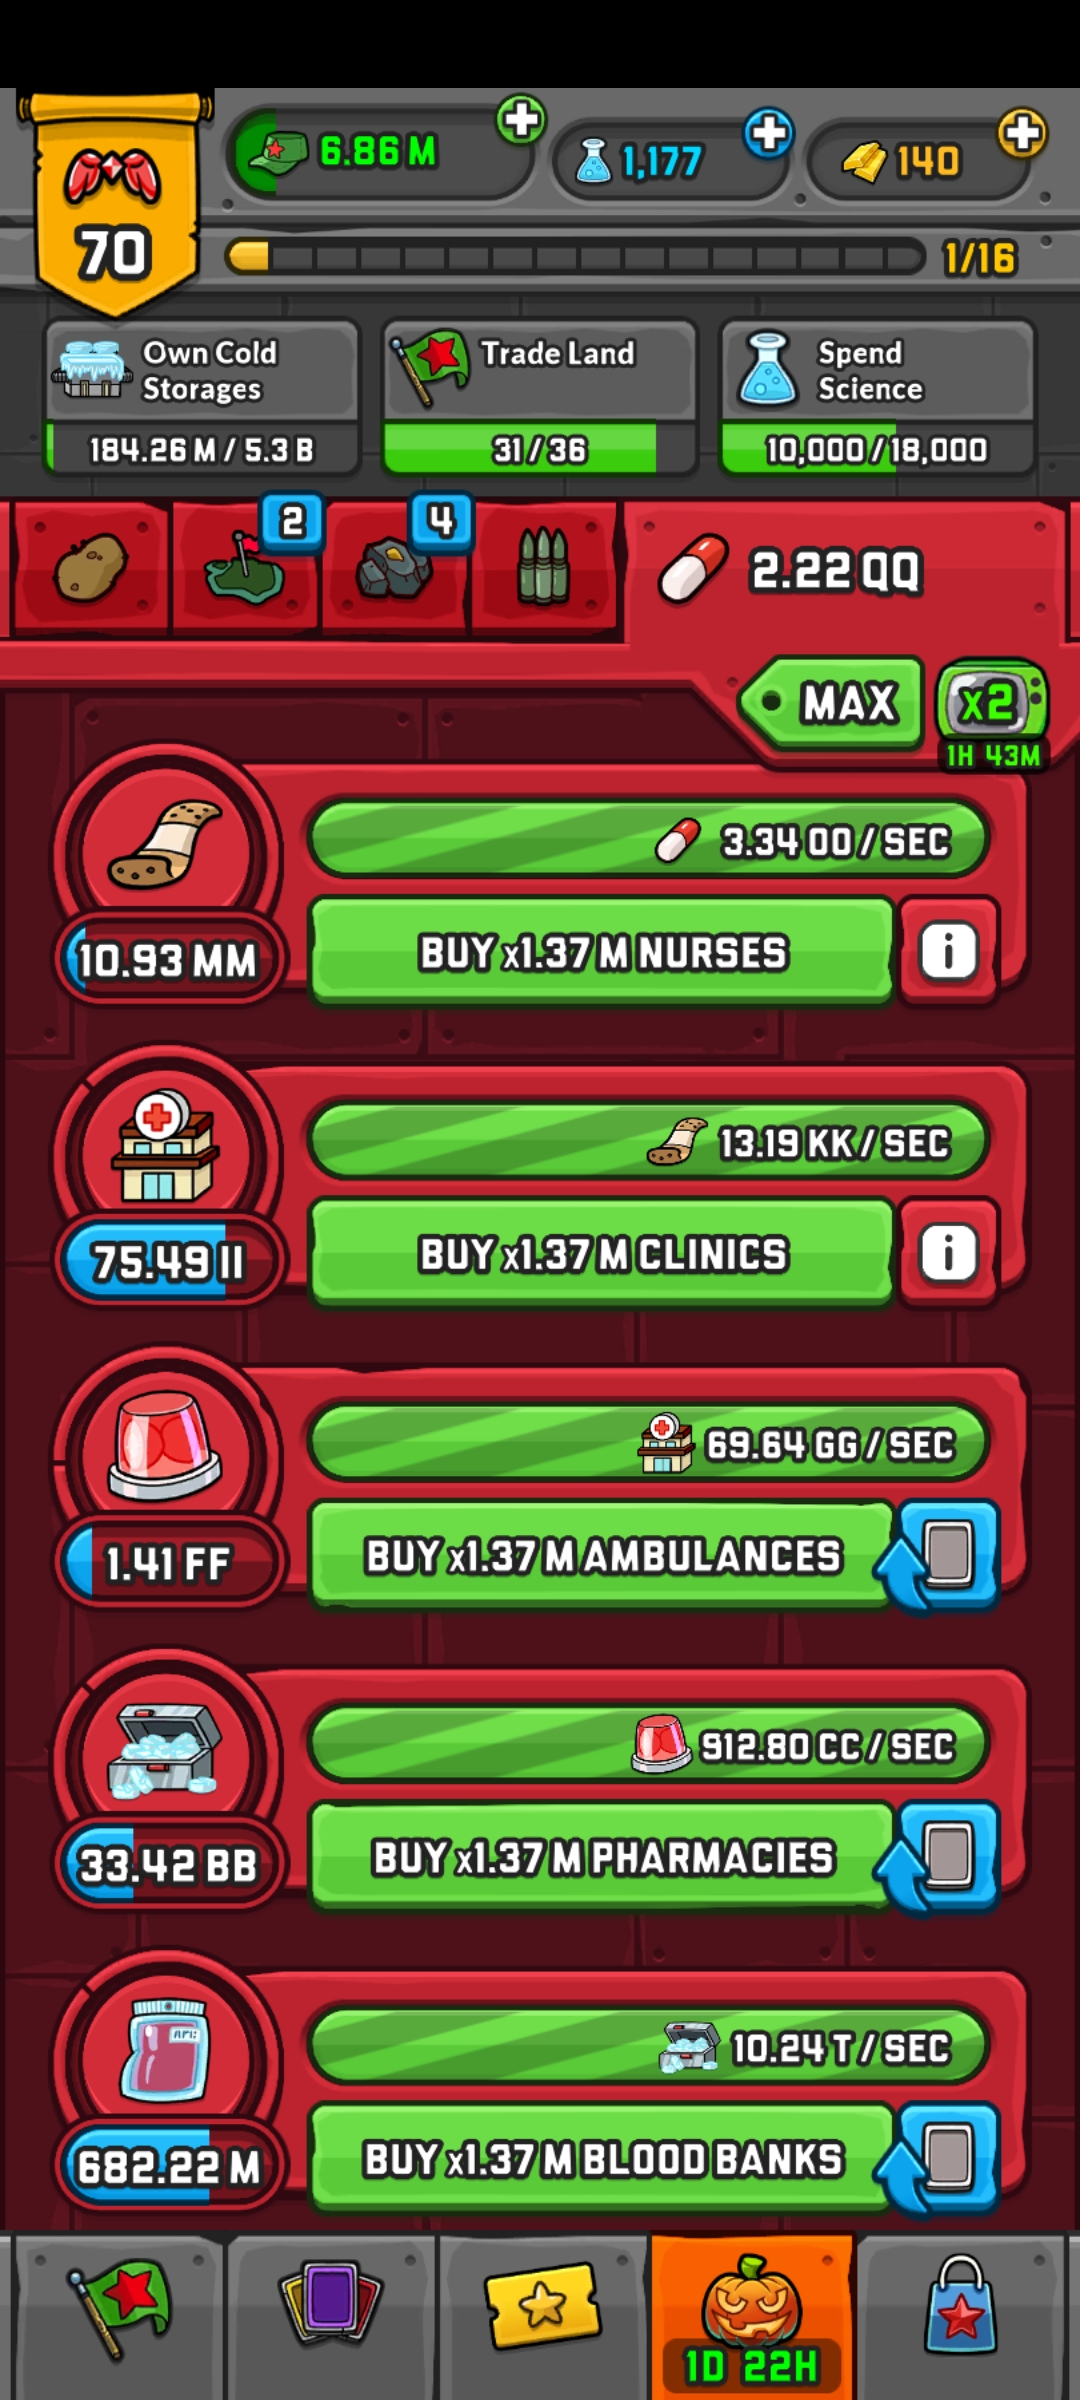 70
6.86 M
1,177
140
1/16
Own Cold
Storages
184.26 M / 5.3 B
Trade Land
31 / 36
Spend
Science
10,000 / 18,000
2
4
2.22 QQ
MAX
x2
1H 43M
3.34 OO / SEC
10.93 MM
BUY x1.37 M NURSES
i
13.19 KK / SEC
75.49 II
BUY x1.37 M CLINICS
i
69.64 GG / SEC
1.41 FF
BUY x1.37 M AMBULANCES
912.80 CC / SEC
33.42 BB
BUY x1.37 M PHARMACIES
10.24 T / SEC
682.22 M
BUY x1.37 M BLOOD BANKS
1D 22H